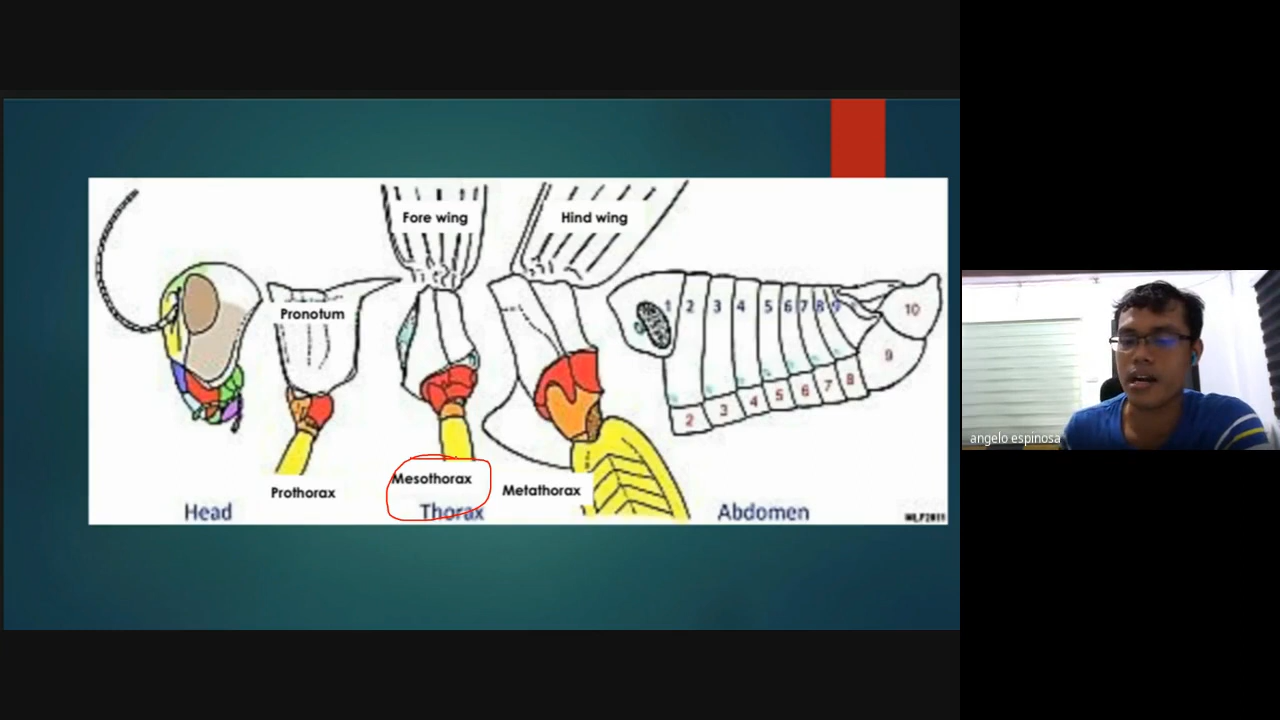 Fore wing
Hind wing
Pronotum
1 2 3 4 5 6 7 8 9 10
2 3 4 5 6 7 8 9
Mesothorax
Prothorax
Metathorax
Head
Thorax
Abdomen
angelo espinosa